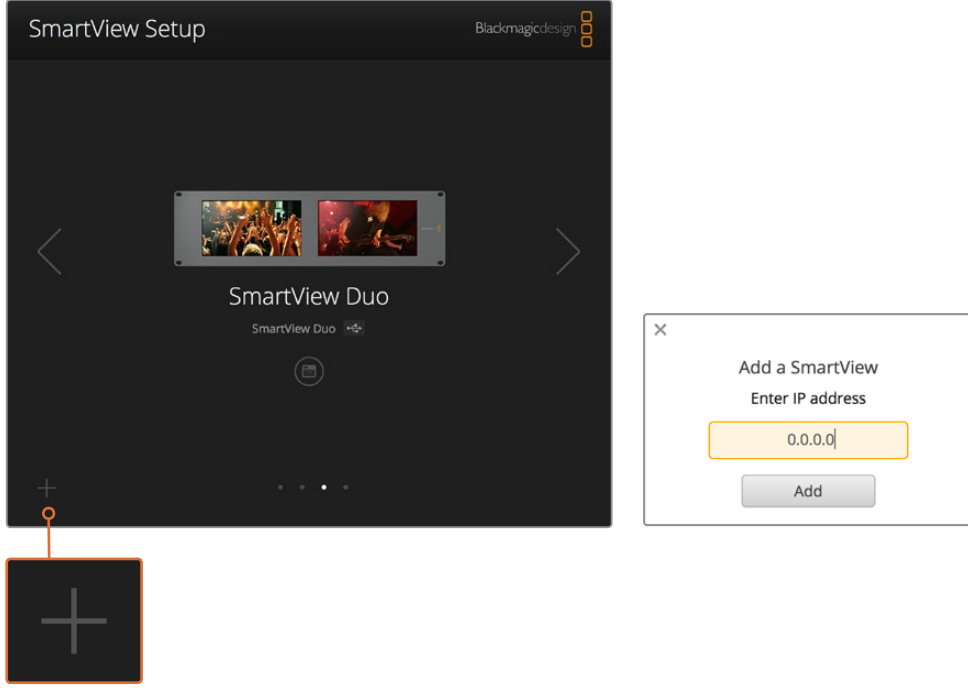 SmartView Setup
Blackmagicdesign
SmartView Duo
SmartView Duo
Add a SmartView
Enter IP address
0.0.0.0
Add